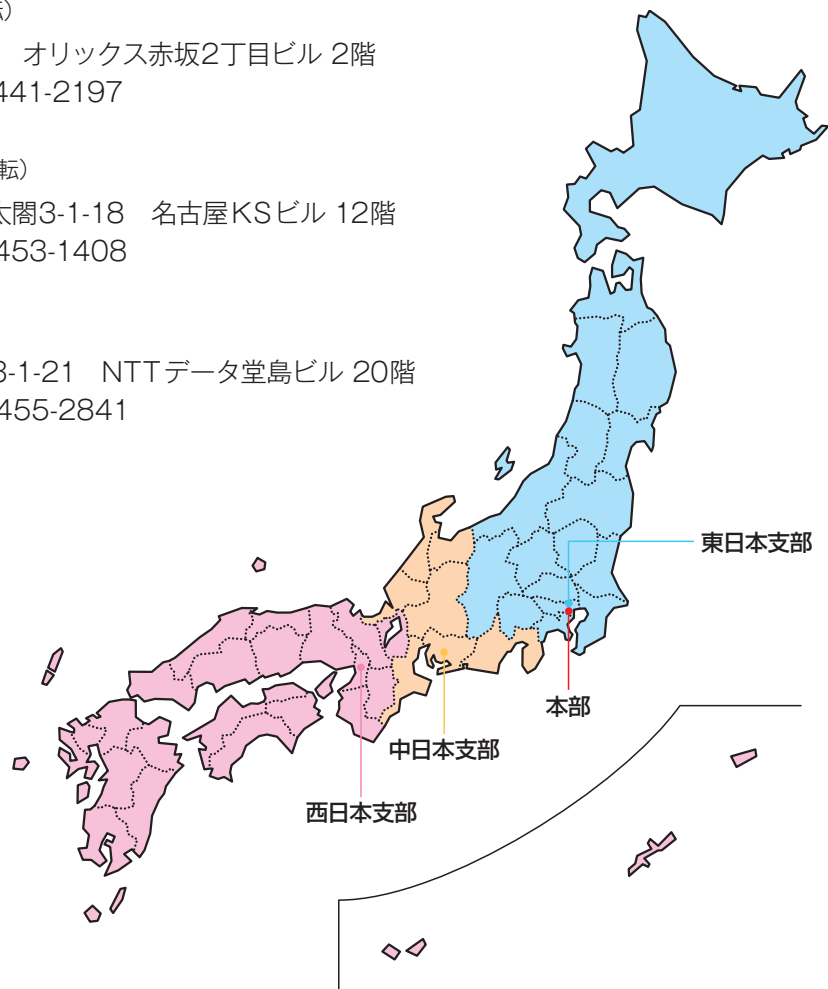 転）
オリックス赤坂2丁目ビル 2階
441-2197
転）
太閤3-1-18　名古屋KSビル 12階
453-1408
3-1-21　NTTデータ堂島ビル 20階
455-2841
東日本支部
本部
中日本支部
西日本支部